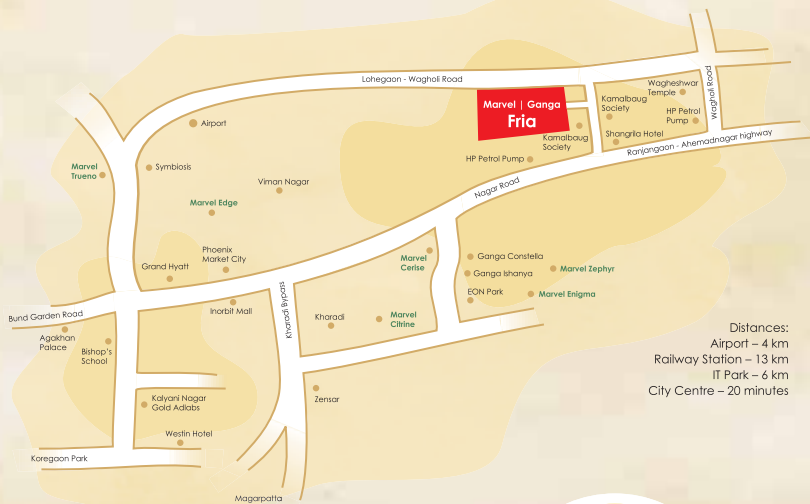 Lohegaon - Wagholi Road
Wagholi Road
Wagheshwar
Temple
Marvel | Ganga
Fria
Kamalbaug
Society
HP Petrol
Pump
Airport
Kamalbaug
Society
Shangrila Hotel
Ranjangaon - Ahemadnagar highway
HP Petrol Pump
Marvel
Trueno
Symbiosis
Viman Nagar
Nagar Road
Marvel Edge
Phoenix
Market City
Grand Hyatt
Marvel
Cerise
Ganga Constella
Ganga Ishanya
Marvel Zephyr
EON Park
Marvel Enigma
Bund Garden Road
Inorbit Mall
Kharadi Bypass
Kharadi
Marvel
Citrine
Agakhan
Palace
Bishop's
School
Distances:
Airport – 4 km
Railway Station – 13 km
IT Park – 6 km
City Centre – 20 minutes
Kalyani Nagar
Gold Adlabs
Zensar
Westin Hotel
Koregaon Park
Magarpatta